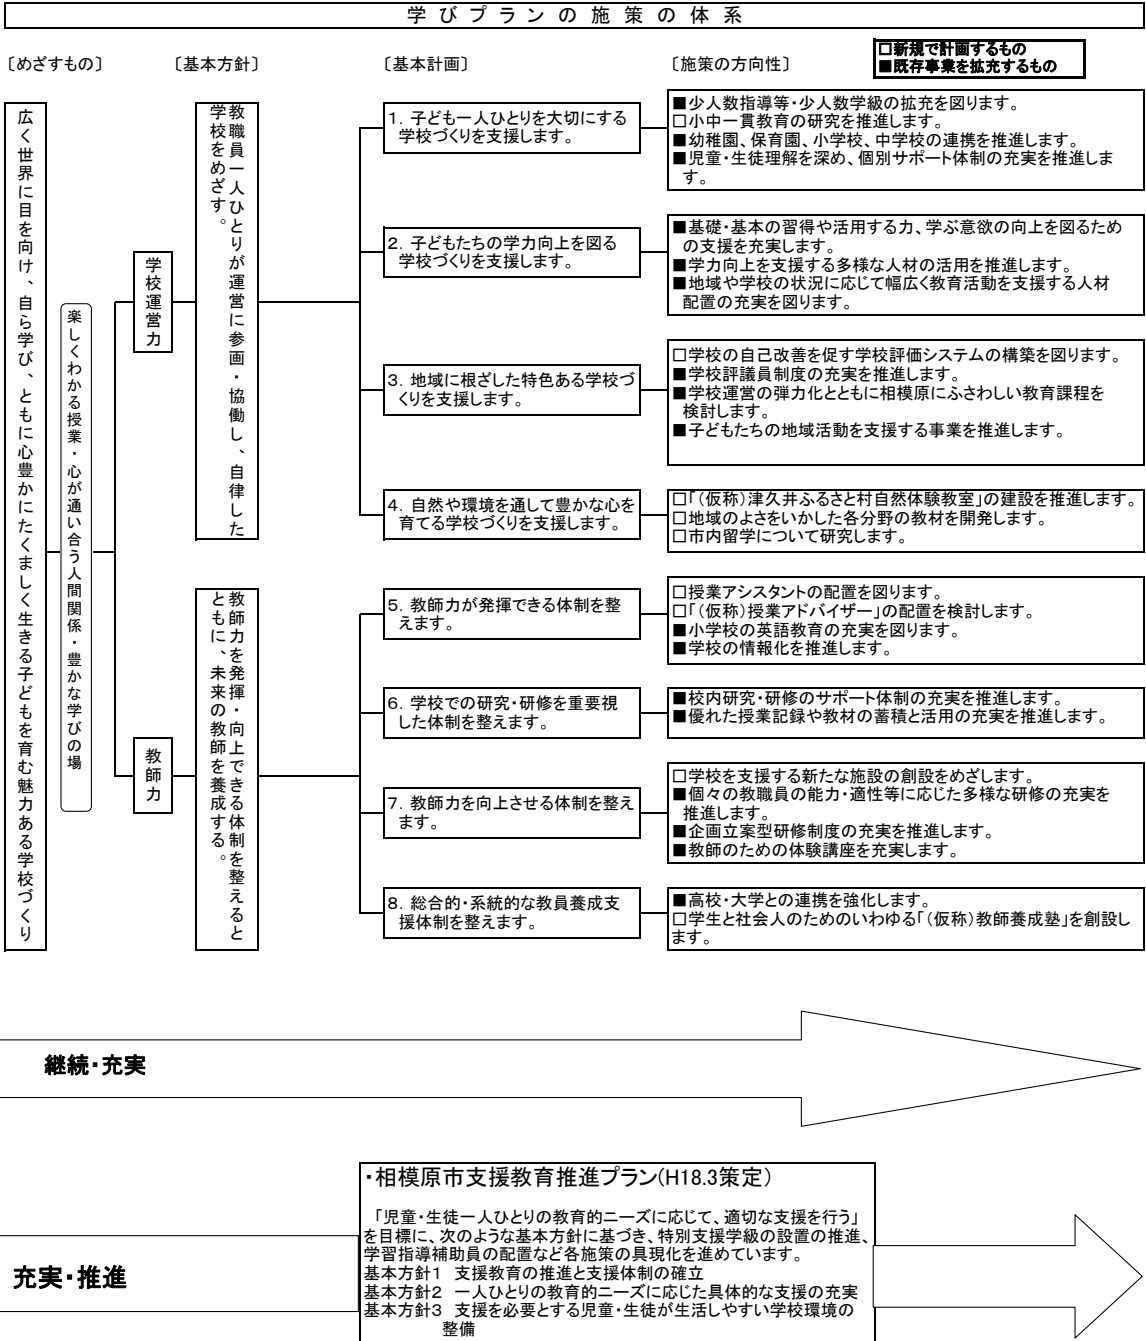 学びプランの施策の体系
〔めざすもの〕
〔基本方針〕
〔基本計画〕
〔施策の方向性〕
□新規で計画するもの
■既存事業を拡充するもの
広く世界に目を向け、自ら学び、ともに心豊かにたくましく生きる子どもを育む魅力ある学校づくり
楽しくわかる授業・心が通い合う人間関係・豊かな学びの場
学校運営力
教職員一人ひとりが運営に参画・協働し、自律した
学校をめざす。
1．子ども一人ひとりを大切にする
学校づくりを支援します。
■少人数指導等・少人数学級の拡充を図ります。
□小中一貫教育の研究を推進します。
■幼稚園、保育園、小学校、中学校の連携を推進します。
■児童・生徒理解を深め、個別サポート体制の充実を推進しま
す。
2．子どもたちの学力向上を図る
学校づくりを支援します。
■基礎・基本の習得や活用する力、学ぶ意欲の向上を図るため
の支援を充実します。
■学力向上を支援する多様な人材の活用を推進します。
■地域や学校の状況に応じて幅広く教育活動を支援する人材
配置の充実を図ります。
3．地域に根ざした特色ある学校づ
くりを支援します。
□学校の自己改善を促す学校評価システムの構築を図ります。
■学校評議員制度の充実を推進します。
■学校運営の弾力化とともに相模原にふさわしい教育課程を
検討します。
■子どもたちの地域活動を支援する事業を推進します。
4．自然や環境を通して豊かな心を
育てる学校づくりを支援します。
□「（仮称）津久井ふるさと村自然体験教室」の建設を推進します。
□地域のよさをいかした各分野の教材を開発します。
□市内留学について研究します。
教師力
教師力を発揮・向上できる体制を整えると
ともに、未来の教師を養成する。
5．教師力が発揮できる体制を整
えます。
□授業アシスタントの配置を図ります。
□「（仮称）授業アドバイザー」の配置を検討します。
■小学校の英語教育の充実を図ります。
■学校の情報化を推進します。
6．学校での研究・研修を重要視
した体制を整えます。
■校内研究・研修のサポート体制の充実を推進します。
■優れた授業記録や教材の蓄積と活用の充実を推進します。
7．教師力を向上させる体制を整え
ます。
□学校を支援する新たな施設の創設をめざします。
■個々の教職員の能力・適性等に応じた多様な研修の充実を
推進します。
■企画立案型研修制度の充実を推進します。
■教師のための体験講座を充実します。
8．総合的・系統的な教員養成支
援体制を整えます。
■高校・大学との連携を強化します。
□学生と社会人のためのいわゆる「（仮称）教師養成塾」を創設し
ます。
継続・充実
充実・推進
・相模原市支援教育推進プラン(H18.3策定)
「児童・生徒一人ひとりの教育的ニーズに応じて、適切な支援を行う」
を目標に、次のような基本方針に基づき、特別支援学級の設置の推進、
学習指導補助員の配置など各施策の具現化を進めています。
基本方針1　支援教育の推進と支援体制の確立
基本方針2　一人ひとりの教育的ニーズに応じた具体的な支援の充実
基本方針3　支援を必要とする児童・生徒が生活しやすい学校環境の
整備